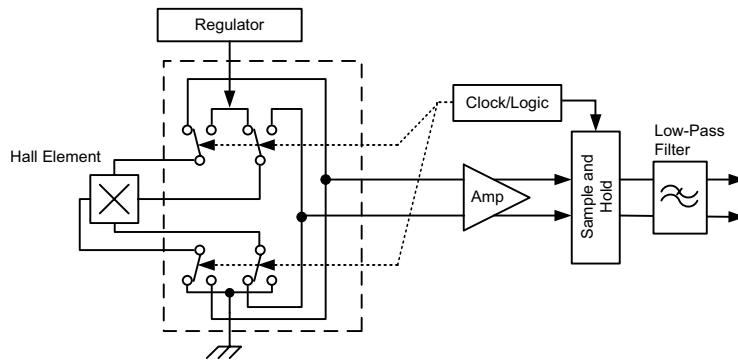 Regulator
Clock/Logic
Low-Pass
Filter
Hall Element
Amp
Sample and
Hold